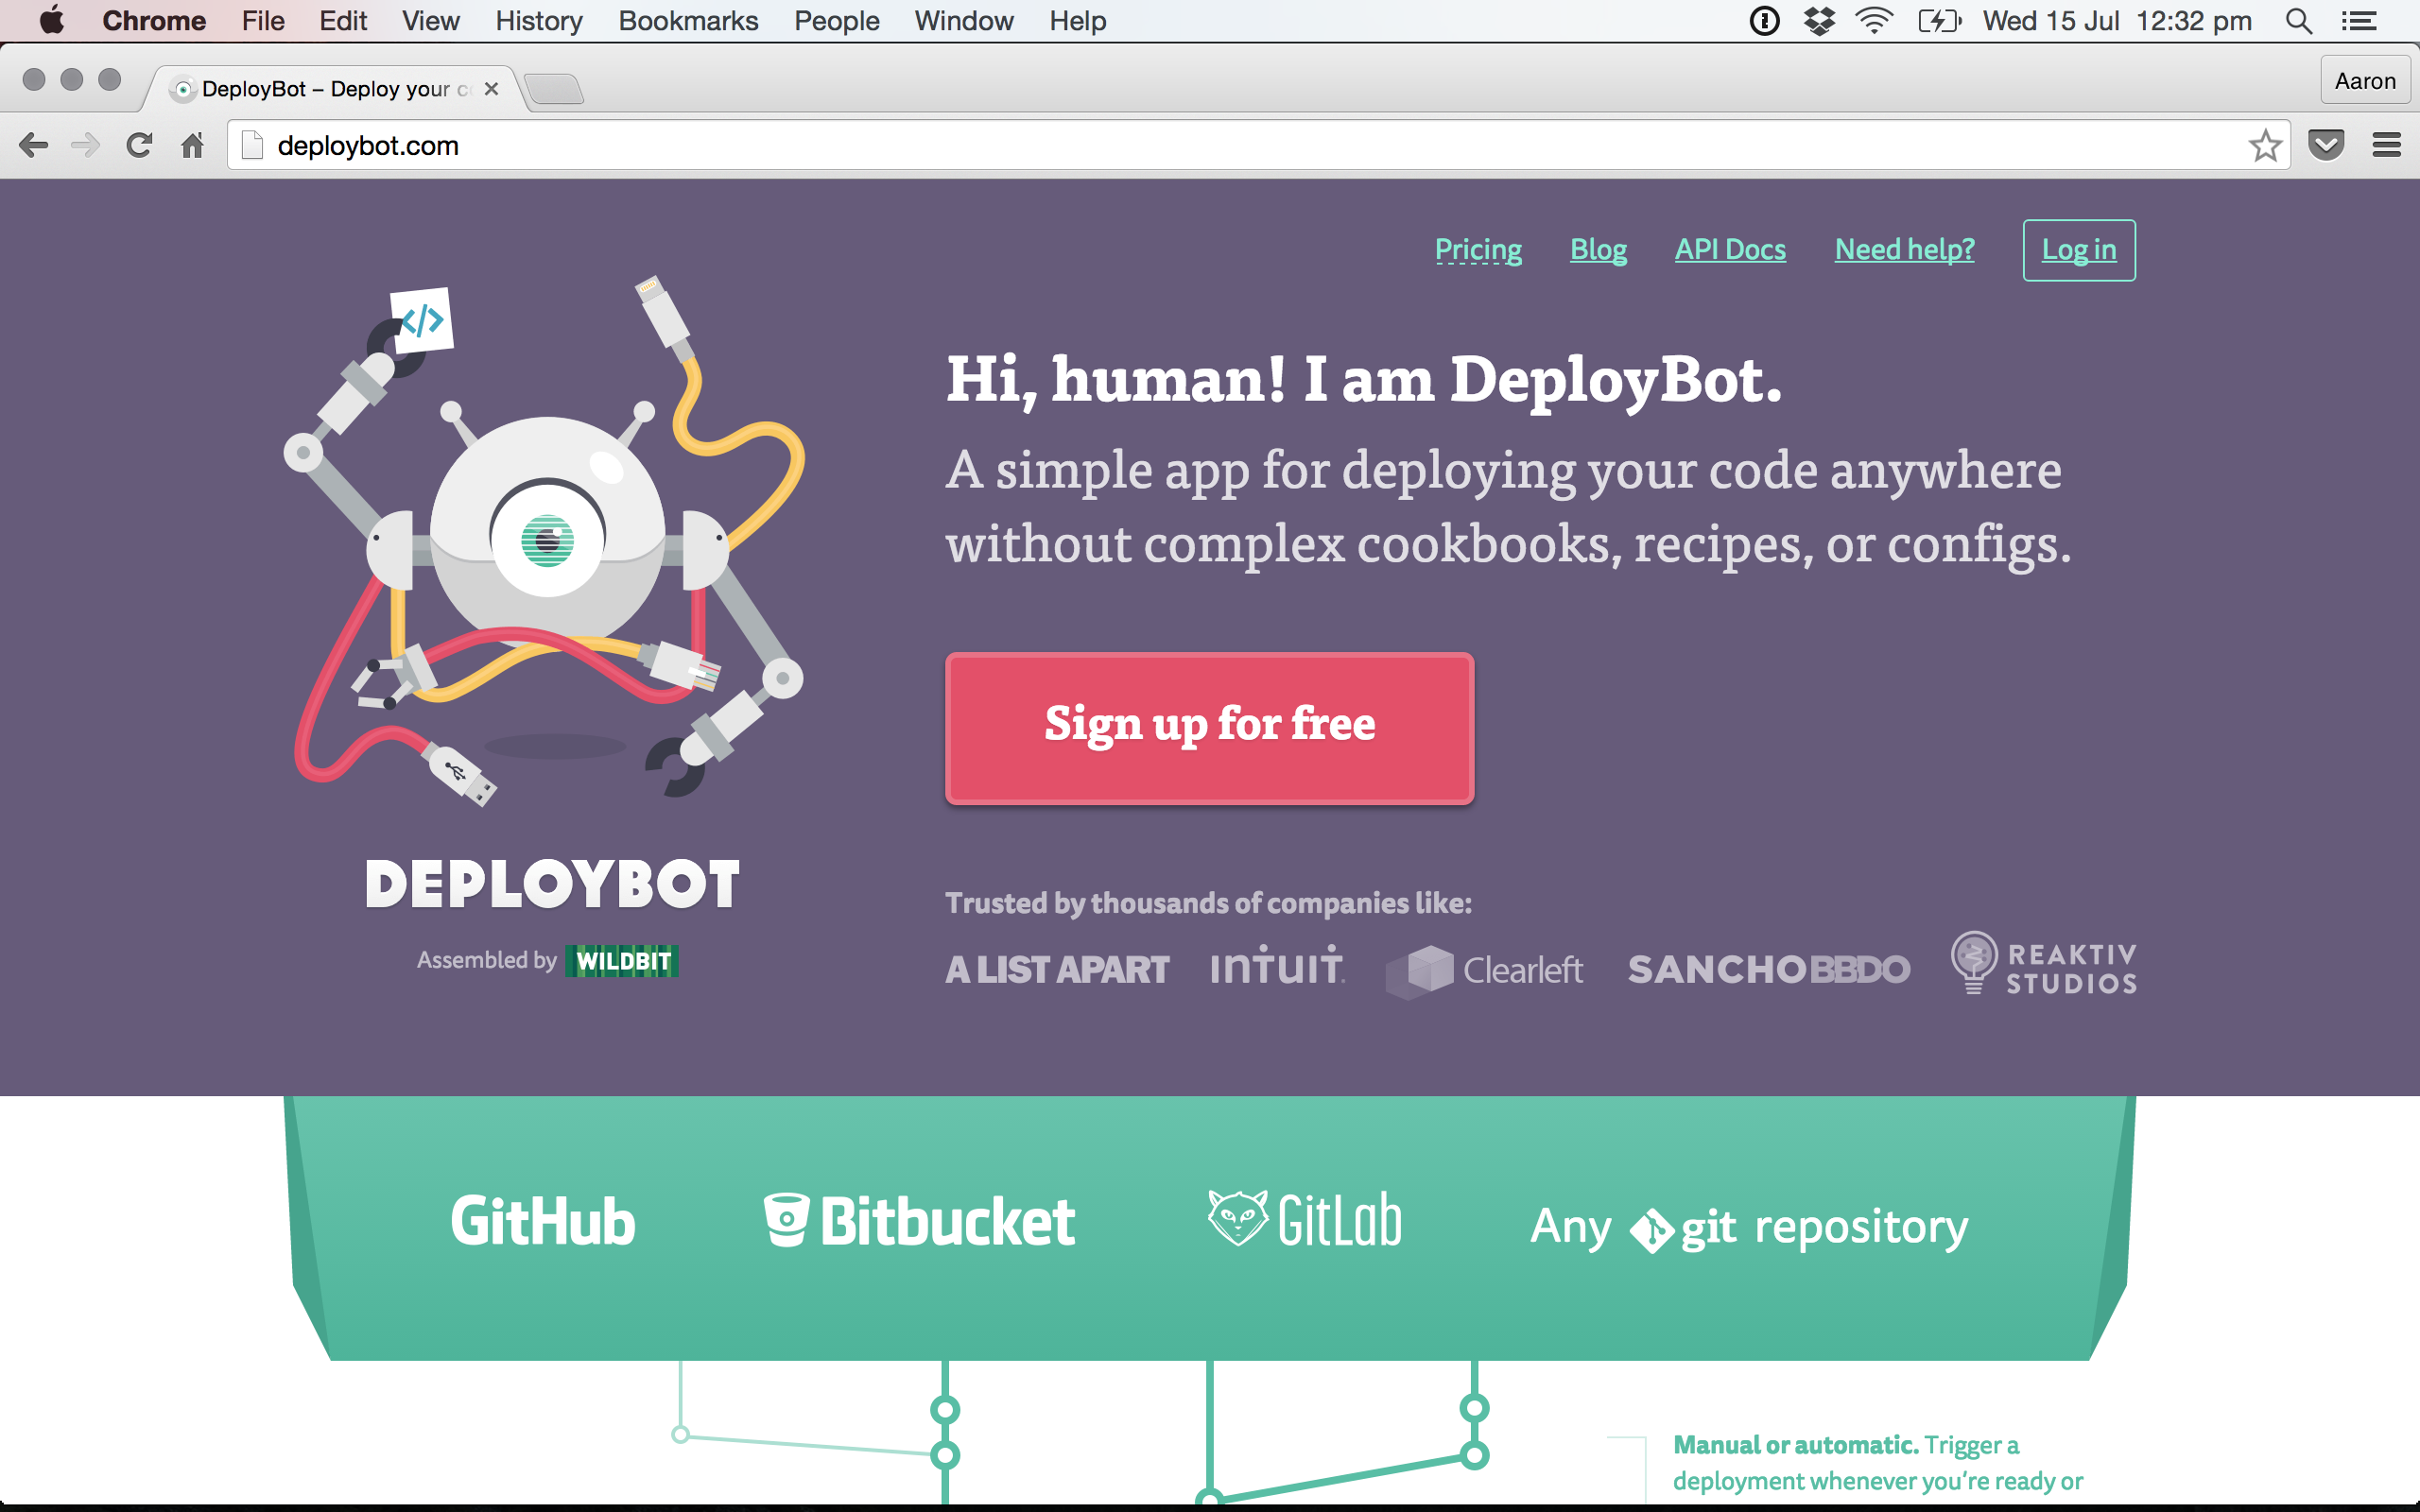 Chrome File Edit View History Bookmarks People Window Help Wed 15 Jul 12:32 pm
DeployBot – Deploy your c
Aaron
deploybot.com
Pricing Blog API Docs Need help? Log in
</>
Hi, human! I am DeployBot.
A simple app for deploying your code anywhere
without complex cookbooks, recipes, or configs.
Sign up for free
DEPLOYBOT
Assembled by WILDBIT
Trusted by thousands of companies like:
A LIST APART intuit. Clearleft SANCHOBBDO REAKTIV
STUDIOS
GitHub Bitbucket GitLab Any git repository
Manual or automatic. Trigger a
deployment whenever you're ready or